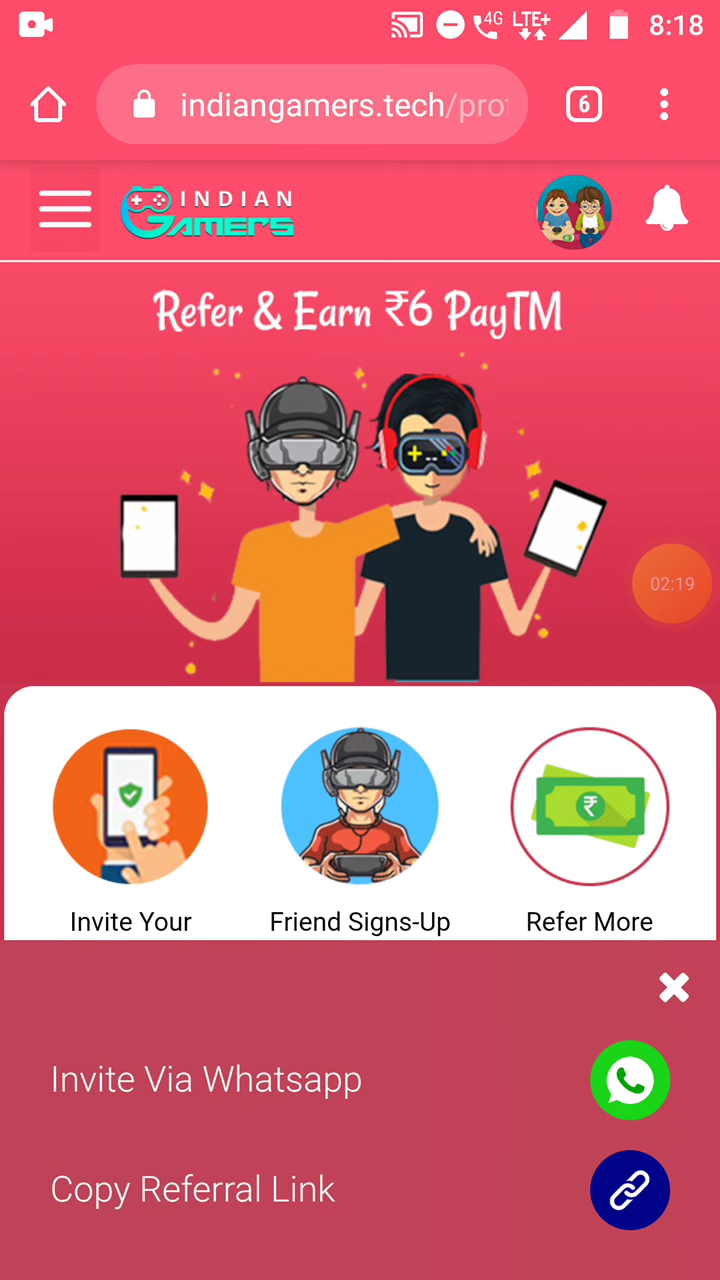 4G LTE+ 8:18
indiangamers.tech/pro
6
INDIAN
GAMERS
Refer & Earn ₹6 PayTM
02:19
₹
Invite Your
Friend Signs-Up
Refer More
Invite Via Whatsapp
Copy Referral Link